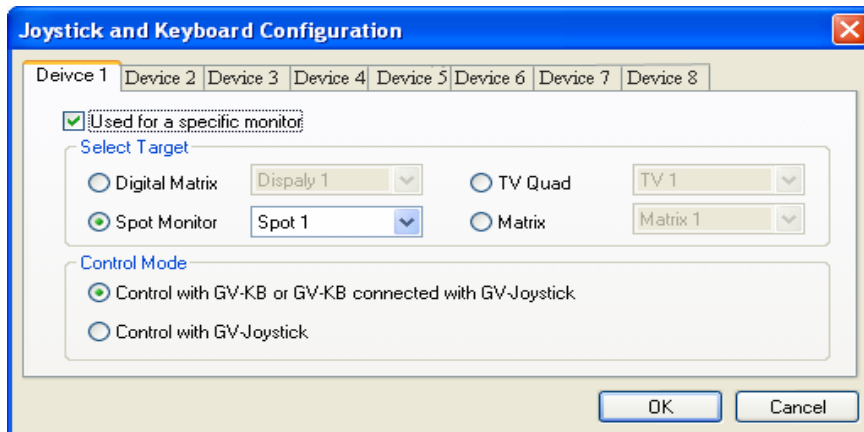 Joystick and Keyboard Configuration
Deivce 1 Device 2 Device 3 Device 4 Device 5 Device 6 Device 7 Device 8
Used for a specific monitor
Select Target
Digital Matrix Dispaly 1 TV Quad TV 1
Spot Monitor Spot 1 Matrix Matrix 1
Control Mode
Control with GV-KB or GV-KB connected with GV-Joystick
Control with GV-Joystick
OK Cancel